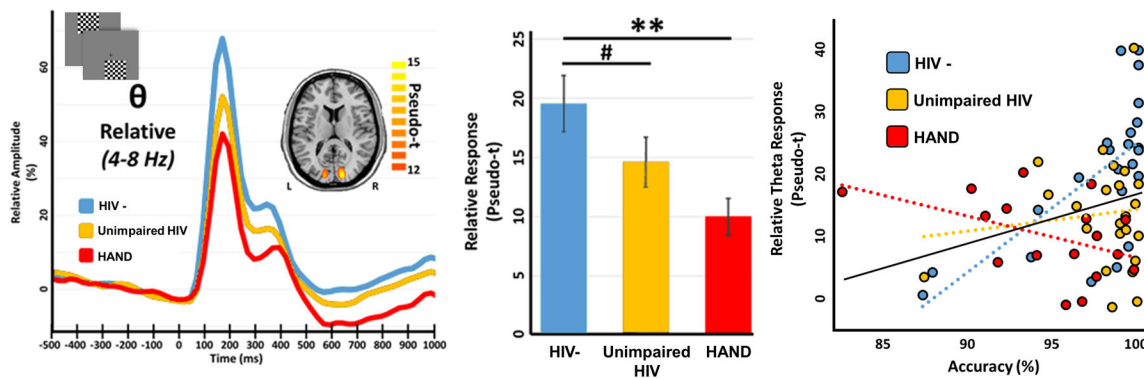 θ
Relative
(4-8 Hz)
Relative Amplitude
(%)
60
40
20
0
HIV -
Unimpaired HIV
HAND
L
R
15
Pseudo-t
12
-500 -400 -300 -200 -100 0 100 200 300 400 500 600 700 800 900 1000
Time (ms)
Relative Response
(Pseudo-t)
25
20
15
10
5
0
**
#
HIV-
Unimpaired
HIV
HAND
Relative Theta Response
(Pseudo-t)
40
30
20
10
0
HIV -
Unimpaired HIV
HAND
85 90 95 100
Accuracy (%)